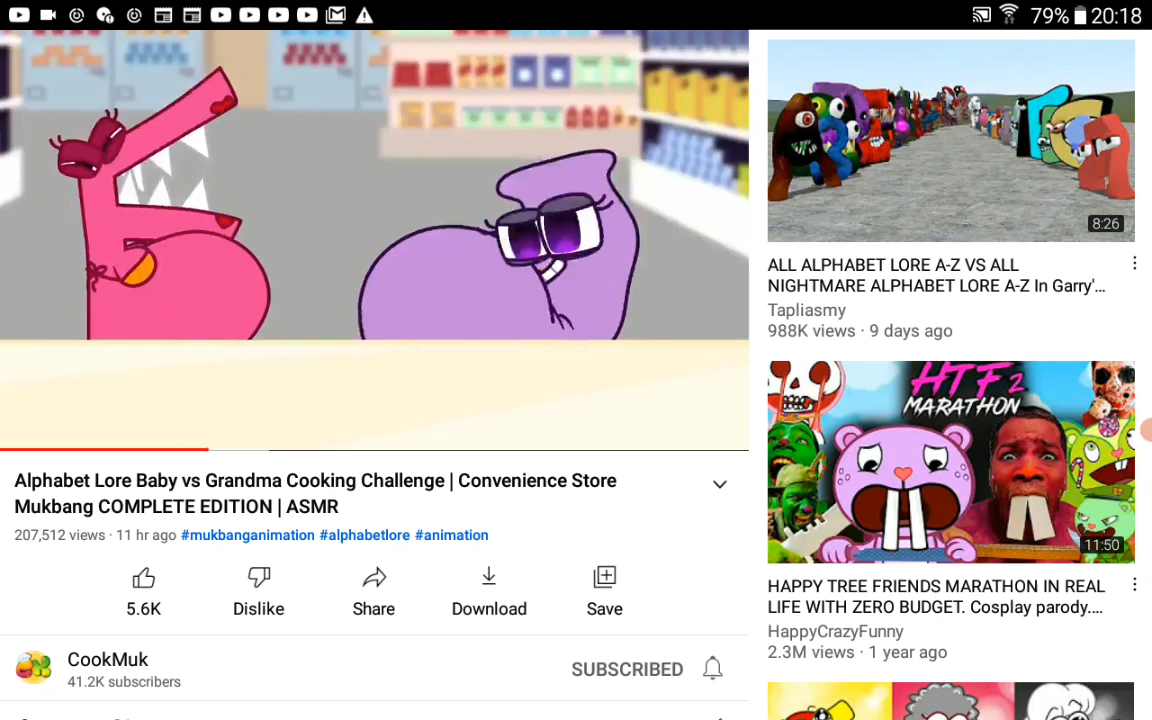 79% 20:18
8:26
ALL ALPHABET LORE A-Z VS ALL
NIGHTMARE ALPHABET LORE A-Z In Garry'...
Tapliasmy
988K views · 9 days ago
HTF 2
MARATHON
11:50
HAPPY TREE FRIENDS MARATHON IN REAL
LIFE WITH ZERO BUDGET. Cosplay parody....
HappyCrazyFunny
2.3M views · 1 year ago
Alphabet Lore Baby vs Grandma Cooking Challenge | Convenience Store
Mukbang COMPLETE EDITION | ASMR
207,512 views · 11 hr ago #mukbanganimation #alphabetlore #animation
5.6K Dislike Share Download Save
CookMuk
41.2K subscribers
SUBSCRIBED